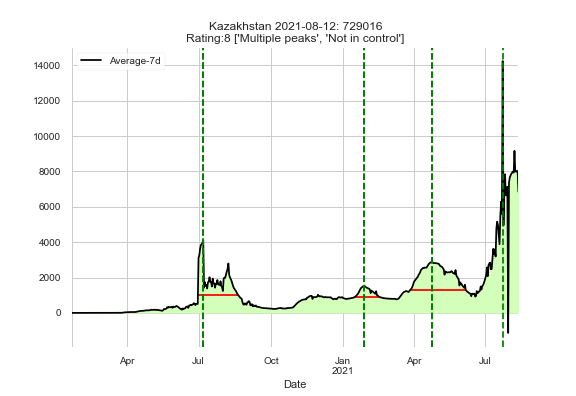 Kazakhstan 2021-08-12: 729016
Rating:8 ['Multiple peaks', 'Not in control']
Average-7d
14000
12000
10000
8000
6000
4000
2000
0
Apr
Jul
Oct
Jan
2021
Apr
Jul
Date